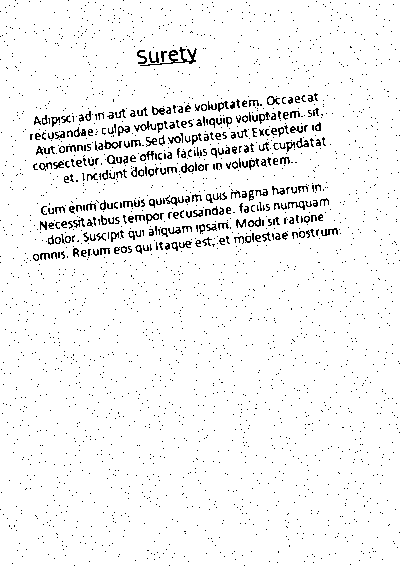 Surety
Adipisci ad in aut aut beatae voluptatem. Occaecat
recusandae. culpa voluptates aliquip voluptatem. sit.
Aut omnis laborum. Sed voluptates aut Excepteur id
consectetur. Quae officia facilis quaerat ut cupidatat
et. Incidunt dolorum dolor in voluptatem.
Cum enim ducimus quisquam quis magna harum in.
Necessitatibus tempor recusandae. facilis numquam
dolor. Suscipit qui aliquam ipsam. Modi sit ratione
omnis. Rerum eos qui itaque est, et molestiae nostrum